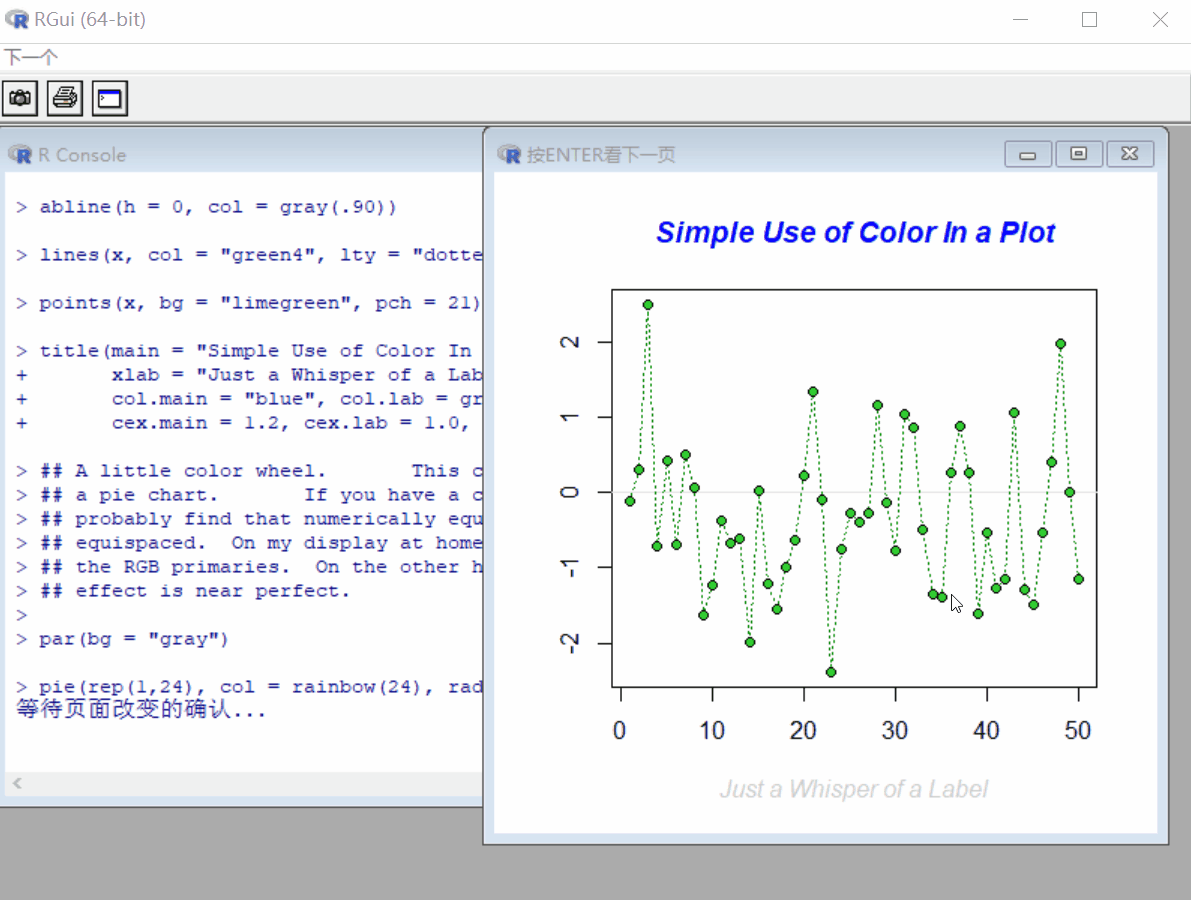 RGui (64-bit)
下一个
R Console
> abline(h = 0, col = gray(.90))
> lines(x, col = "green4", lty = "dotte
> points(x, bg = "limegreen", pch = 21)
> title(main = "Simple Use of Color In
+       xlab = "Just a Whisper of a Lab
+       col.main = "blue", col.lab = gr
+       cex.main = 1.2, cex.lab = 1.0,
> ## A little color wheel.       This c
> ## a pie chart.       If you have a c
> ## probably find that numerically equ
> ## equispaced.  On my display at home
> ## the RGB primaries.  On the other h
> ## effect is near perfect.
>
> par(bg = "gray")
> pie(rep(1,24), col = rainbow(24), rad
等待页面改变的确认...
按ENTER看下一页
Simple Use of Color In a Plot
2
1
0
-1
-2
0 10 20 30 40 50
Just a Whisper of a Label